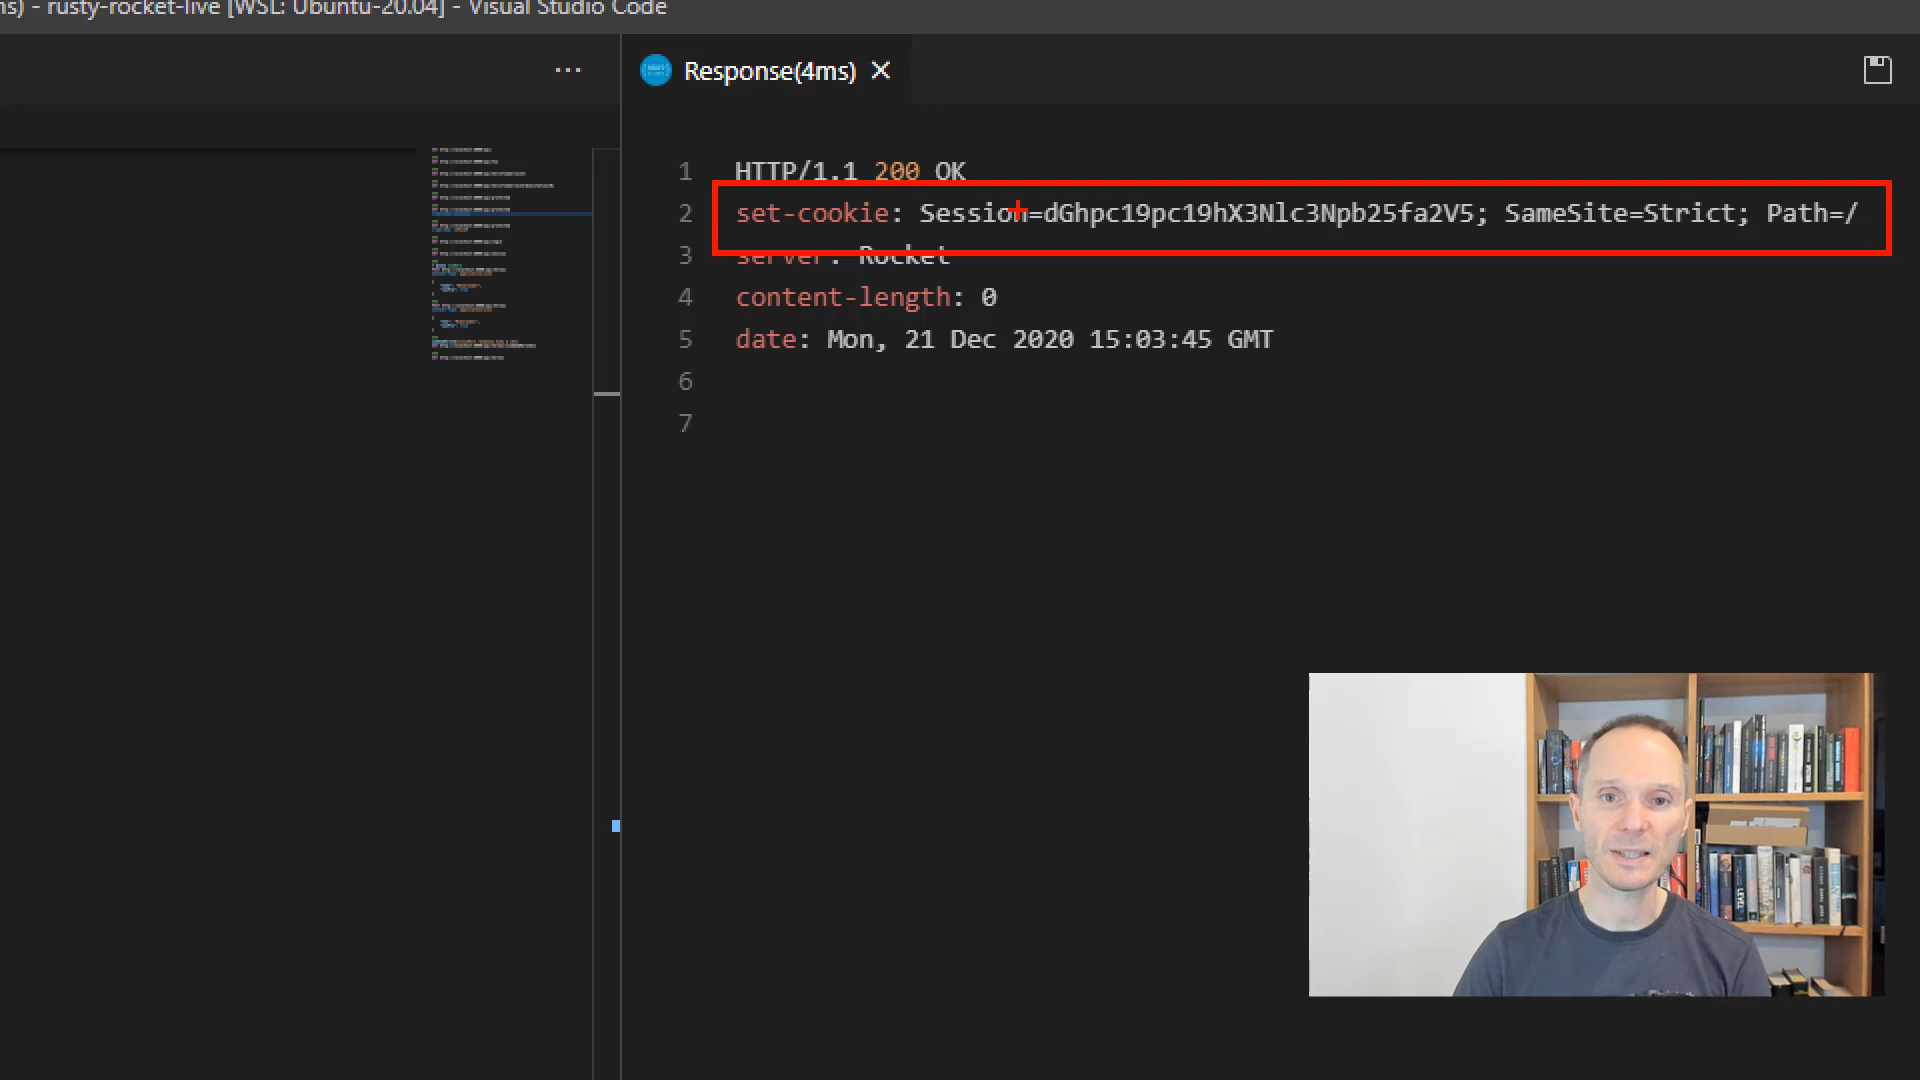 ns) - rusty-rocket-live [WSL: Ubuntu-20.04] - Visual Studio Code
Response(4ms)
1 HTTP/1.1 200 OK
2 set-cookie: Session=dGhpc19pc19hX3Nlc3Npb25fa2V5; SameSite=Strict; Path=/
3 server: Rocket
4 content-length: 0
5 date: Mon, 21 Dec 2020 15:03:45 GMT
6
7